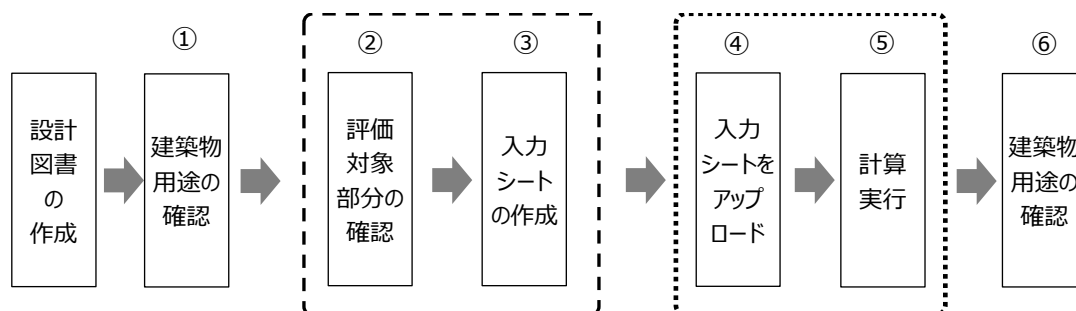 ①
②
③
④
⑤
⑥
設計
図書
の
作成
建築物
用途の
確認
評価
対象
部分の
確認
入力
シート
の作成
入力
シートを
アップ
ロード
計算
実行
建築物
用途の
確認